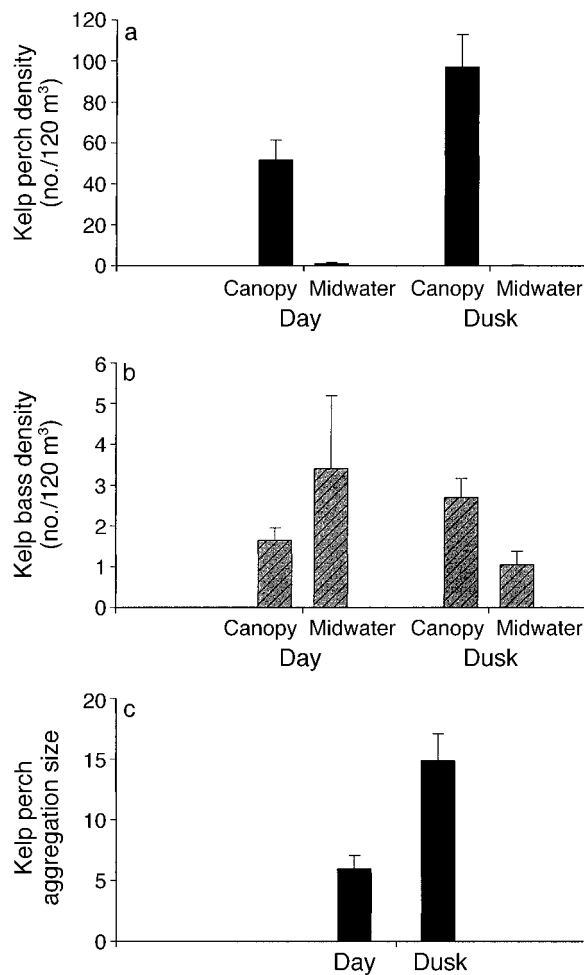 a
Kelp perch density
(no./120 m³)
120
100
80
60
40
20
0
Canopy Midwater Canopy Midwater
Day Dusk
b
Kelp bass density
(no./120 m³)
6
5
4
3
2
1
0
Canopy Midwater Canopy Midwater
Day Dusk
c
Kelp perch
aggregation size
20
15
10
5
0
Day Dusk